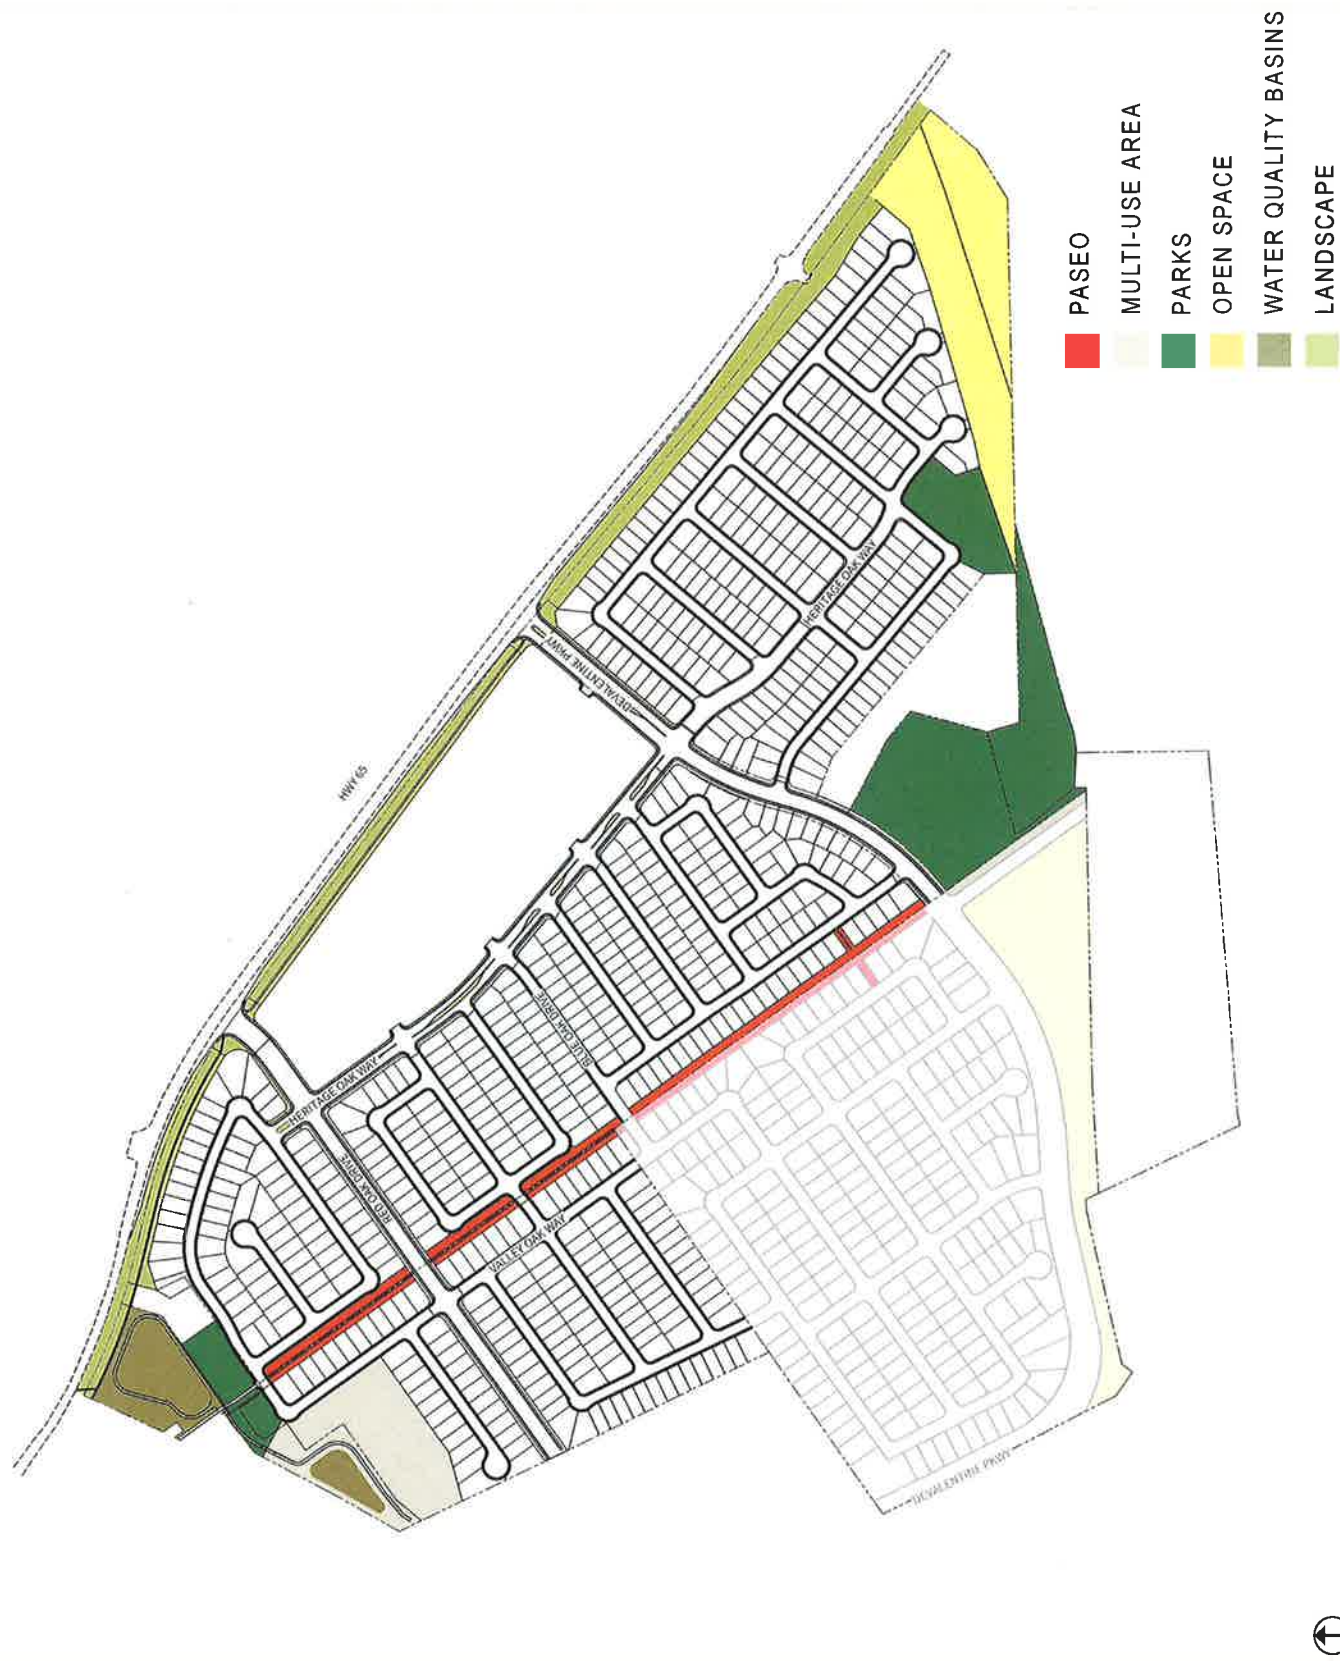 HWY 65
DEVALENTINE PKWY
HERITAGE OAK WAY
BLUE OAK DRIVE
HERITAGE OAK WAY
RED OAK DRIVE
VALLEY OAK WAY
DEVALENTINE PKWY
PASEO
MULTI-USE AREA
PARKS
OPEN SPACE
WATER QUALITY BASINS
LANDSCAPE